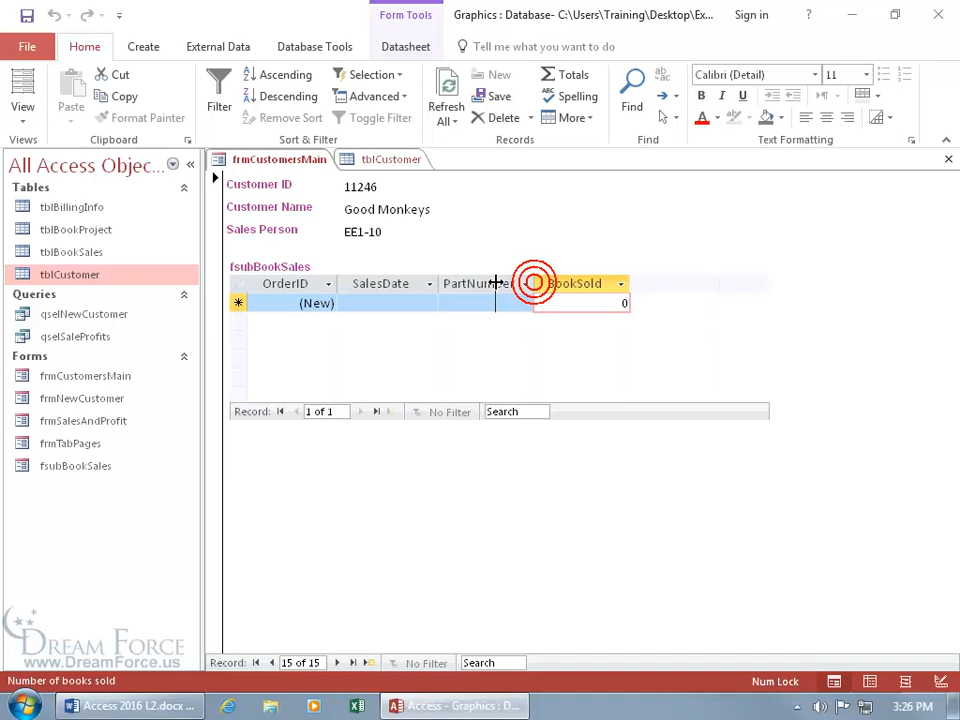 Form Tools
Graphics : Database- C:\Users\Training\Desktop\Ex...
Sign in
?
File
Home
Create
External Data
Database Tools
Datasheet
Tell me what you want to do
View
Views
Paste
Cut
Copy
Format Painter
Clipboard
Filter
Ascending
Descending
Remove Sort
Selection
Advanced
Toggle Filter
Sort & Filter
Refresh
All
New
Save
Delete
Totals
Spelling
More
Records
Find
Find
Calibri (Detail)
11
B I U
A
Text Formatting
All Access Objec...
Tables
tblBillingInfo
tblBookProject
tblBookSales
tblCustomer
Queries
qselNewCustomer
qselSaleProfits
Forms
frmCustomersMain
frmNewCustomer
frmSalesAndProfit
frmTabPages
fsubBookSales
frmCustomersMain
tblCustomer
Customer ID 11246
Customer Name Good Monkeys
Sales Person EE1-10
fsubBookSales
OrderID SalesDate PartNumber BookSold
(New) 0
Record: 1 of 1 No Filter Search
DREAM FORCE
www.DreamForce.us
Record: 15 of 15 No Filter Search
Number of books sold
Num Lock
Access 2016 L2.docx ...
Access - Graphics : D...
3:26 PM